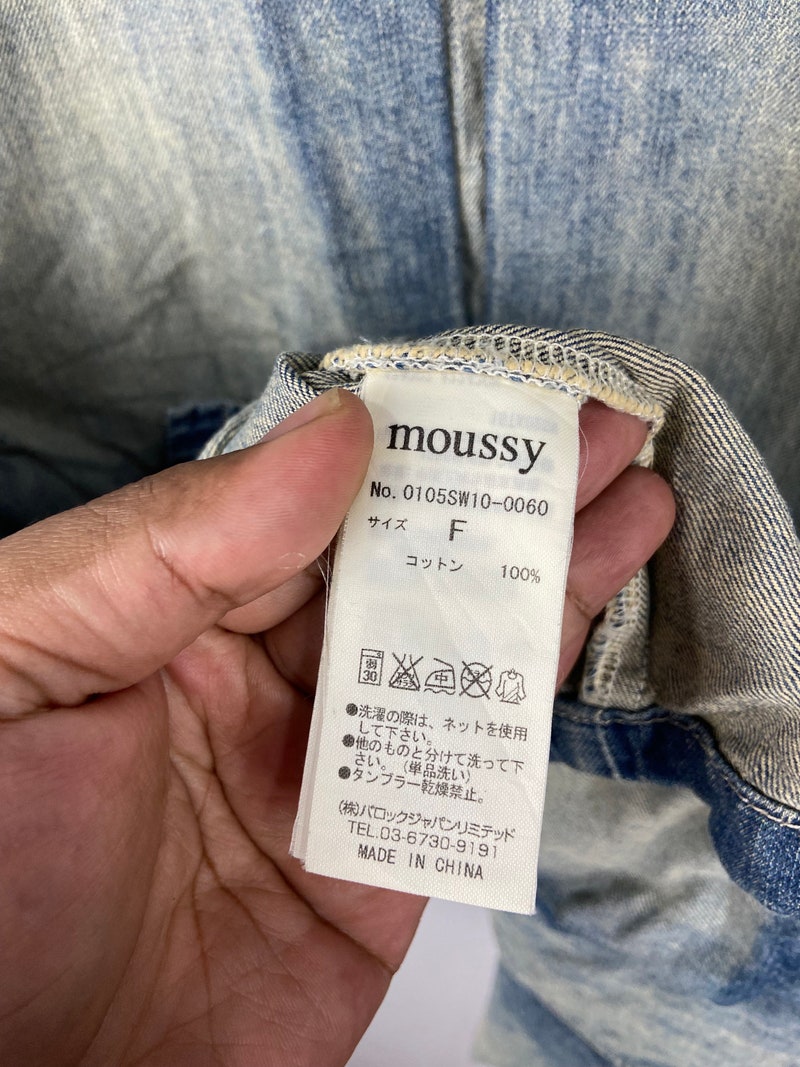 moussy
No. 0105SW10-0060
サイズ F
コットン 100%
弱
30
中
●洗濯の際は、ネットを使用
して下さい。
●他のものと分けて洗って下
さい。（単品洗い）
●タンブラー乾燥禁止。
(株)バロックジャパンリミテッド
TEL.03-6730-9191
MADE IN CHINA